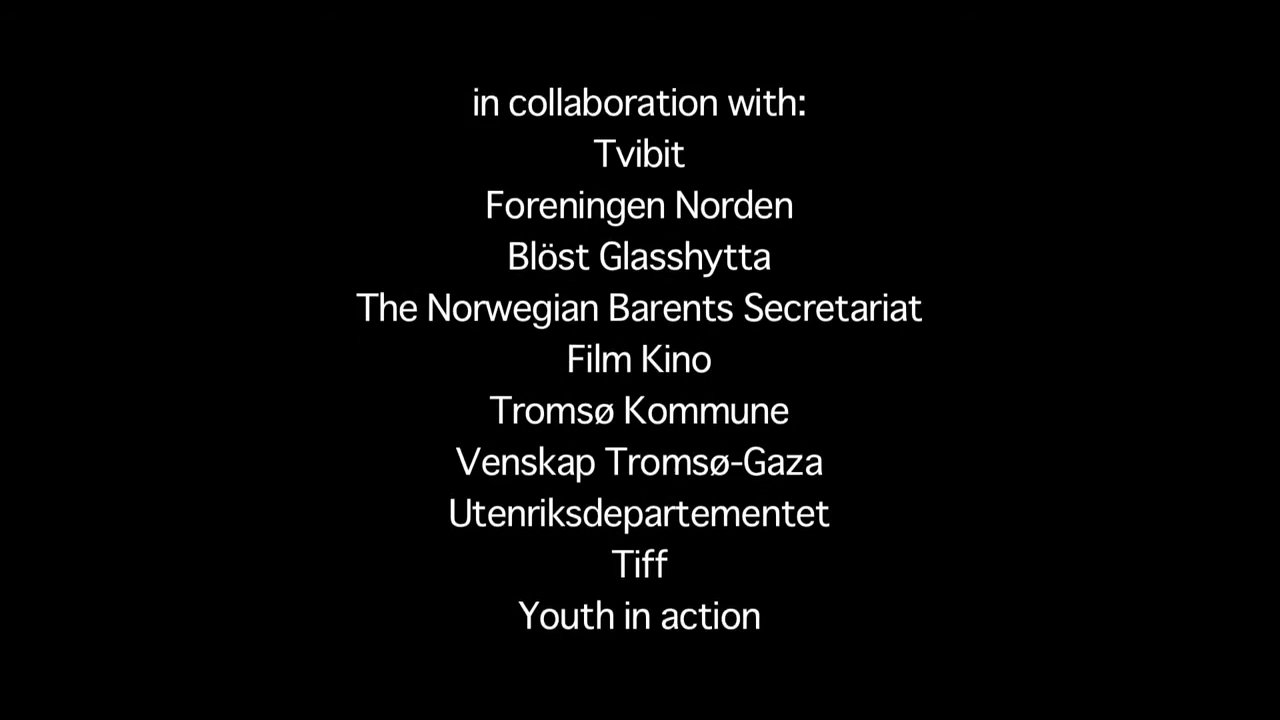 in collaboration with:
Tvibit
Foreningen Norden
Blöst Glasshytta
The Norwegian Barents Secretariat
Film Kino
Tromsø Kommune
Venskap Tromsø-Gaza
Utenriksdepartementet
Tiff
Youth in action